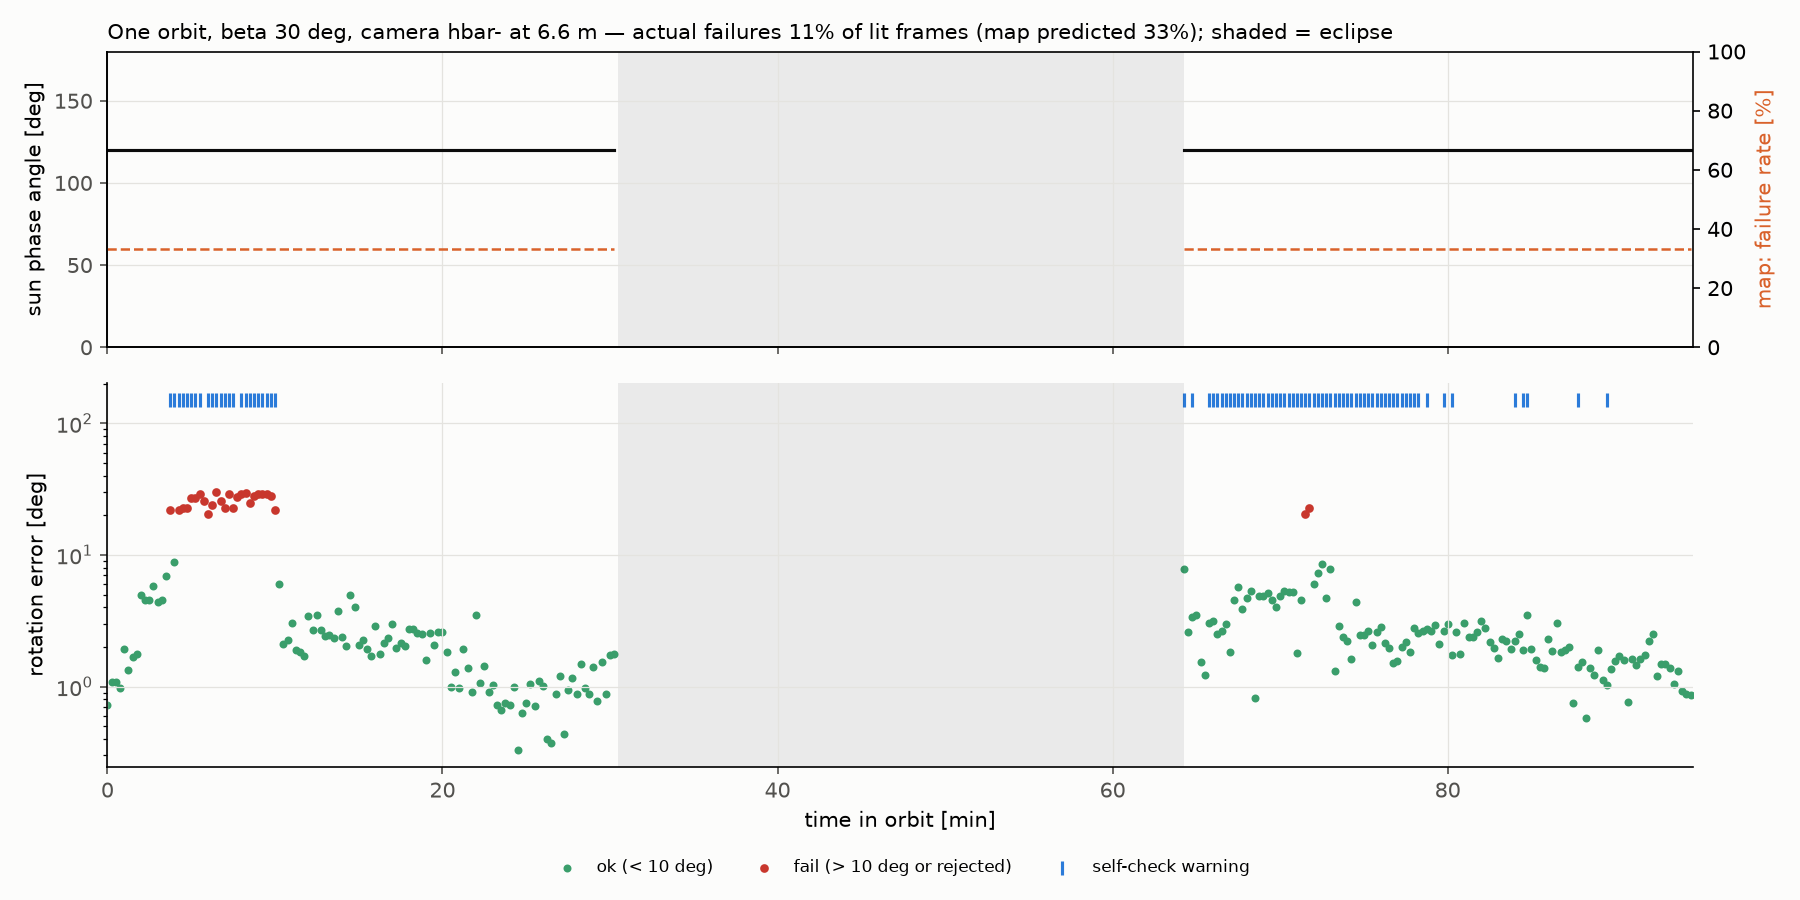 One orbit, beta 30 deg, camera hbar- at 6.6 m — actual failures 11% of lit frames (map predicted 33%); shaded = eclipse
sun phase angle [deg]
150
100
50
0
100
80
60
40
20
0
map: failure rate [%]
rotation error [deg]
10²
10¹
10⁰
0
20
40
60
80
time in orbit [min]
ok (< 10 deg)
fail (> 10 deg or rejected)
self-check warning